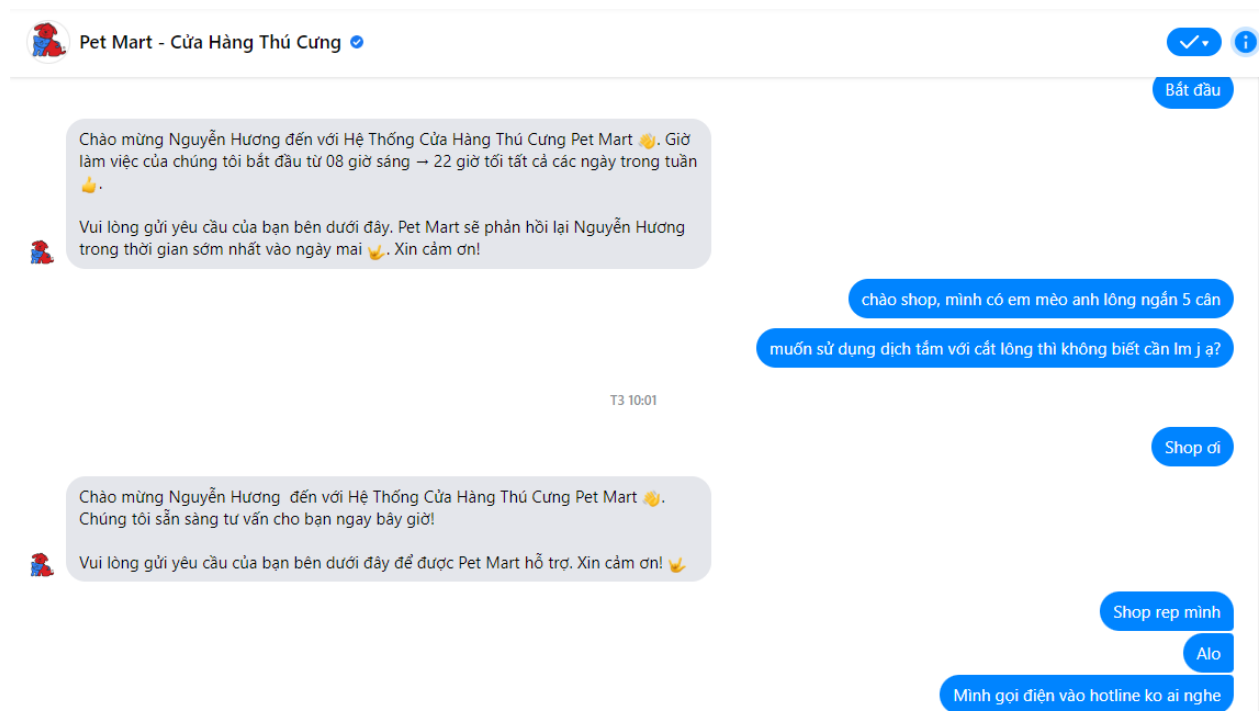 Pet Mart - Cửa Hàng Thú Cưng
Bắt đầu
Chào mừng Nguyễn Hương đến với Hệ Thống Cửa Hàng Thú Cưng Pet Mart 👋. Giờ
làm việc của chúng tôi bắt đầu từ 08 giờ sáng → 22 giờ tối tất cả các ngày trong tuần
👍.
Vui lòng gửi yêu cầu của bạn bên dưới đây. Pet Mart sẽ phản hồi lại Nguyễn Hương
trong thời gian sớm nhất vào ngày mai 🤟. Xin cảm ơn!
chào shop, mình có em mèo anh lông ngắn 5 cân
muốn sử dụng dịch tắm với cắt lông thì không biết cần lm j ạ?
T3 10:01
Shop ơi
Chào mừng Nguyễn Hương đến với Hệ Thống Cửa Hàng Thú Cưng Pet Mart 👋.
Chúng tôi sẵn sàng tư vấn cho bạn ngay bây giờ!
Vui lòng gửi yêu cầu của bạn bên dưới đây để được Pet Mart hỗ trợ. Xin cảm ơn! 🤟
Shop rep mình
Alo
Mình gọi điện vào hotline ko ai nghe